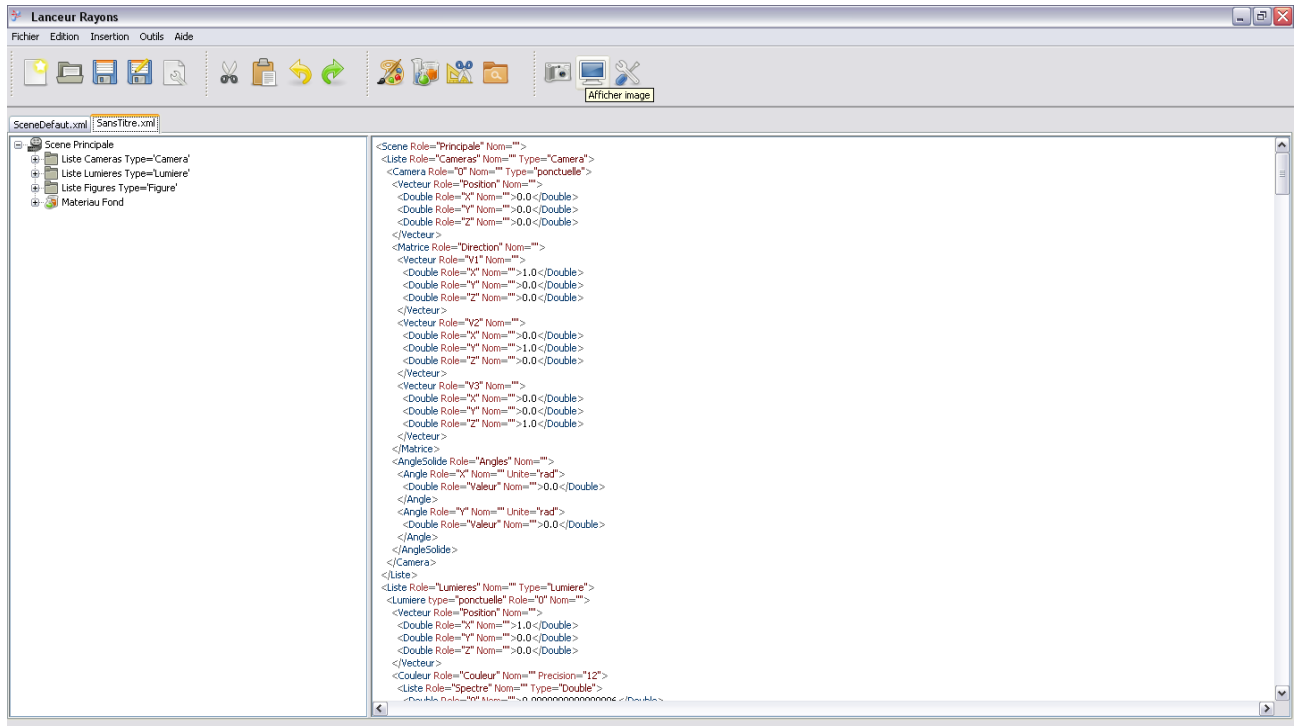 Lanceur Rayons
Fichier Edition Insertion Outils Aide
Afficher image
SceneDefaut.xml SansTitre.xml
Scene Principale
Liste Cameras Type='Camera'
Liste Lumieres Type='Lumiere'
Liste Figures Type='Figure'
Materiau Fond
<Scene Role="Principale" Nom="">
<Liste Role="Cameras" Nom="" Type="Camera">
<Camera Role="0" Nom="" Type="ponctuelle">
<Vecteur Role="Position" Nom="">
<Double Role="X" Nom="">0.0</Double>
<Double Role="Y" Nom="">0.0</Double>
<Double Role="Z" Nom="">0.0</Double>
</Vecteur>
<Matrice Role="Direction" Nom="">
<Vecteur Role="V1" Nom="">
<Double Role="X" Nom="">1.0</Double>
<Double Role="Y" Nom="">0.0</Double>
<Double Role="Z" Nom="">0.0</Double>
</Vecteur>
<Vecteur Role="V2" Nom="">
<Double Role="X" Nom="">0.0</Double>
<Double Role="Y" Nom="">1.0</Double>
<Double Role="Z" Nom="">0.0</Double>
</Vecteur>
<Vecteur Role="V3" Nom="">
<Double Role="X" Nom="">0.0</Double>
<Double Role="Y" Nom="">0.0</Double>
<Double Role="Z" Nom="">1.0</Double>
</Vecteur>
</Matrice>
<AngleSolide Role="Angles" Nom="">
<Angle Role="X" Nom="" Unite="rad">
<Double Role="Valeur" Nom="">0.0</Double>
</Angle>
<Angle Role="Y" Nom="" Unite="rad">
<Double Role="Valeur" Nom="">0.0</Double>
</Angle>
</AngleSolide>
</Camera>
</Liste>
<Liste Role="Lumieres" Nom="" Type="Lumiere">
<Lumiere type="ponctuelle" Role="0" Nom="">
<Vecteur Role="Position" Nom="">
<Double Role="X" Nom="">1.0</Double>
<Double Role="Y" Nom="">0.0</Double>
<Double Role="Z" Nom="">0.0</Double>
</Vecteur>
<Couleur Role="Couleur" Nom="" Precision="12">
<Liste Role="Spectre" Nom="" Type="Double">